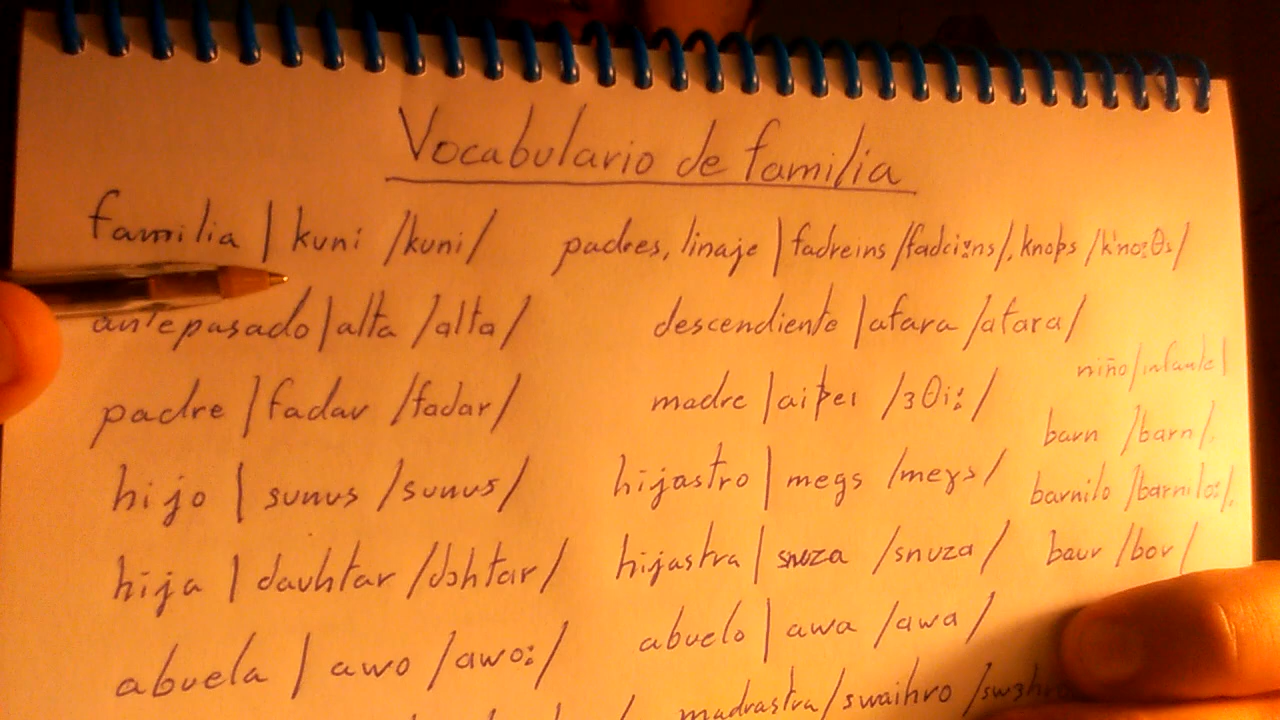 Vocabulario de familia
familia | kuni /kuni/ padres, linaje | fadreins /fadɾi:ns/, knoþs /k'no:θs/
antepasado | alta /alta/ descendiente | afara /afara/
niño/infante |
padre | fadar /fadar/ madre | aiþei /ɜθi:/
barn /barn/,
hijo | sunus /sunus/ hijastro | megs /meɣs/
barnilo /barnilo:/,
hija | dauhtar /dɔhtar/ hijastra | snuza /snuza/ baur /bɔr/
abuela | awo /awo:/ abuelo | awa /awa/
madrastra/swaihro